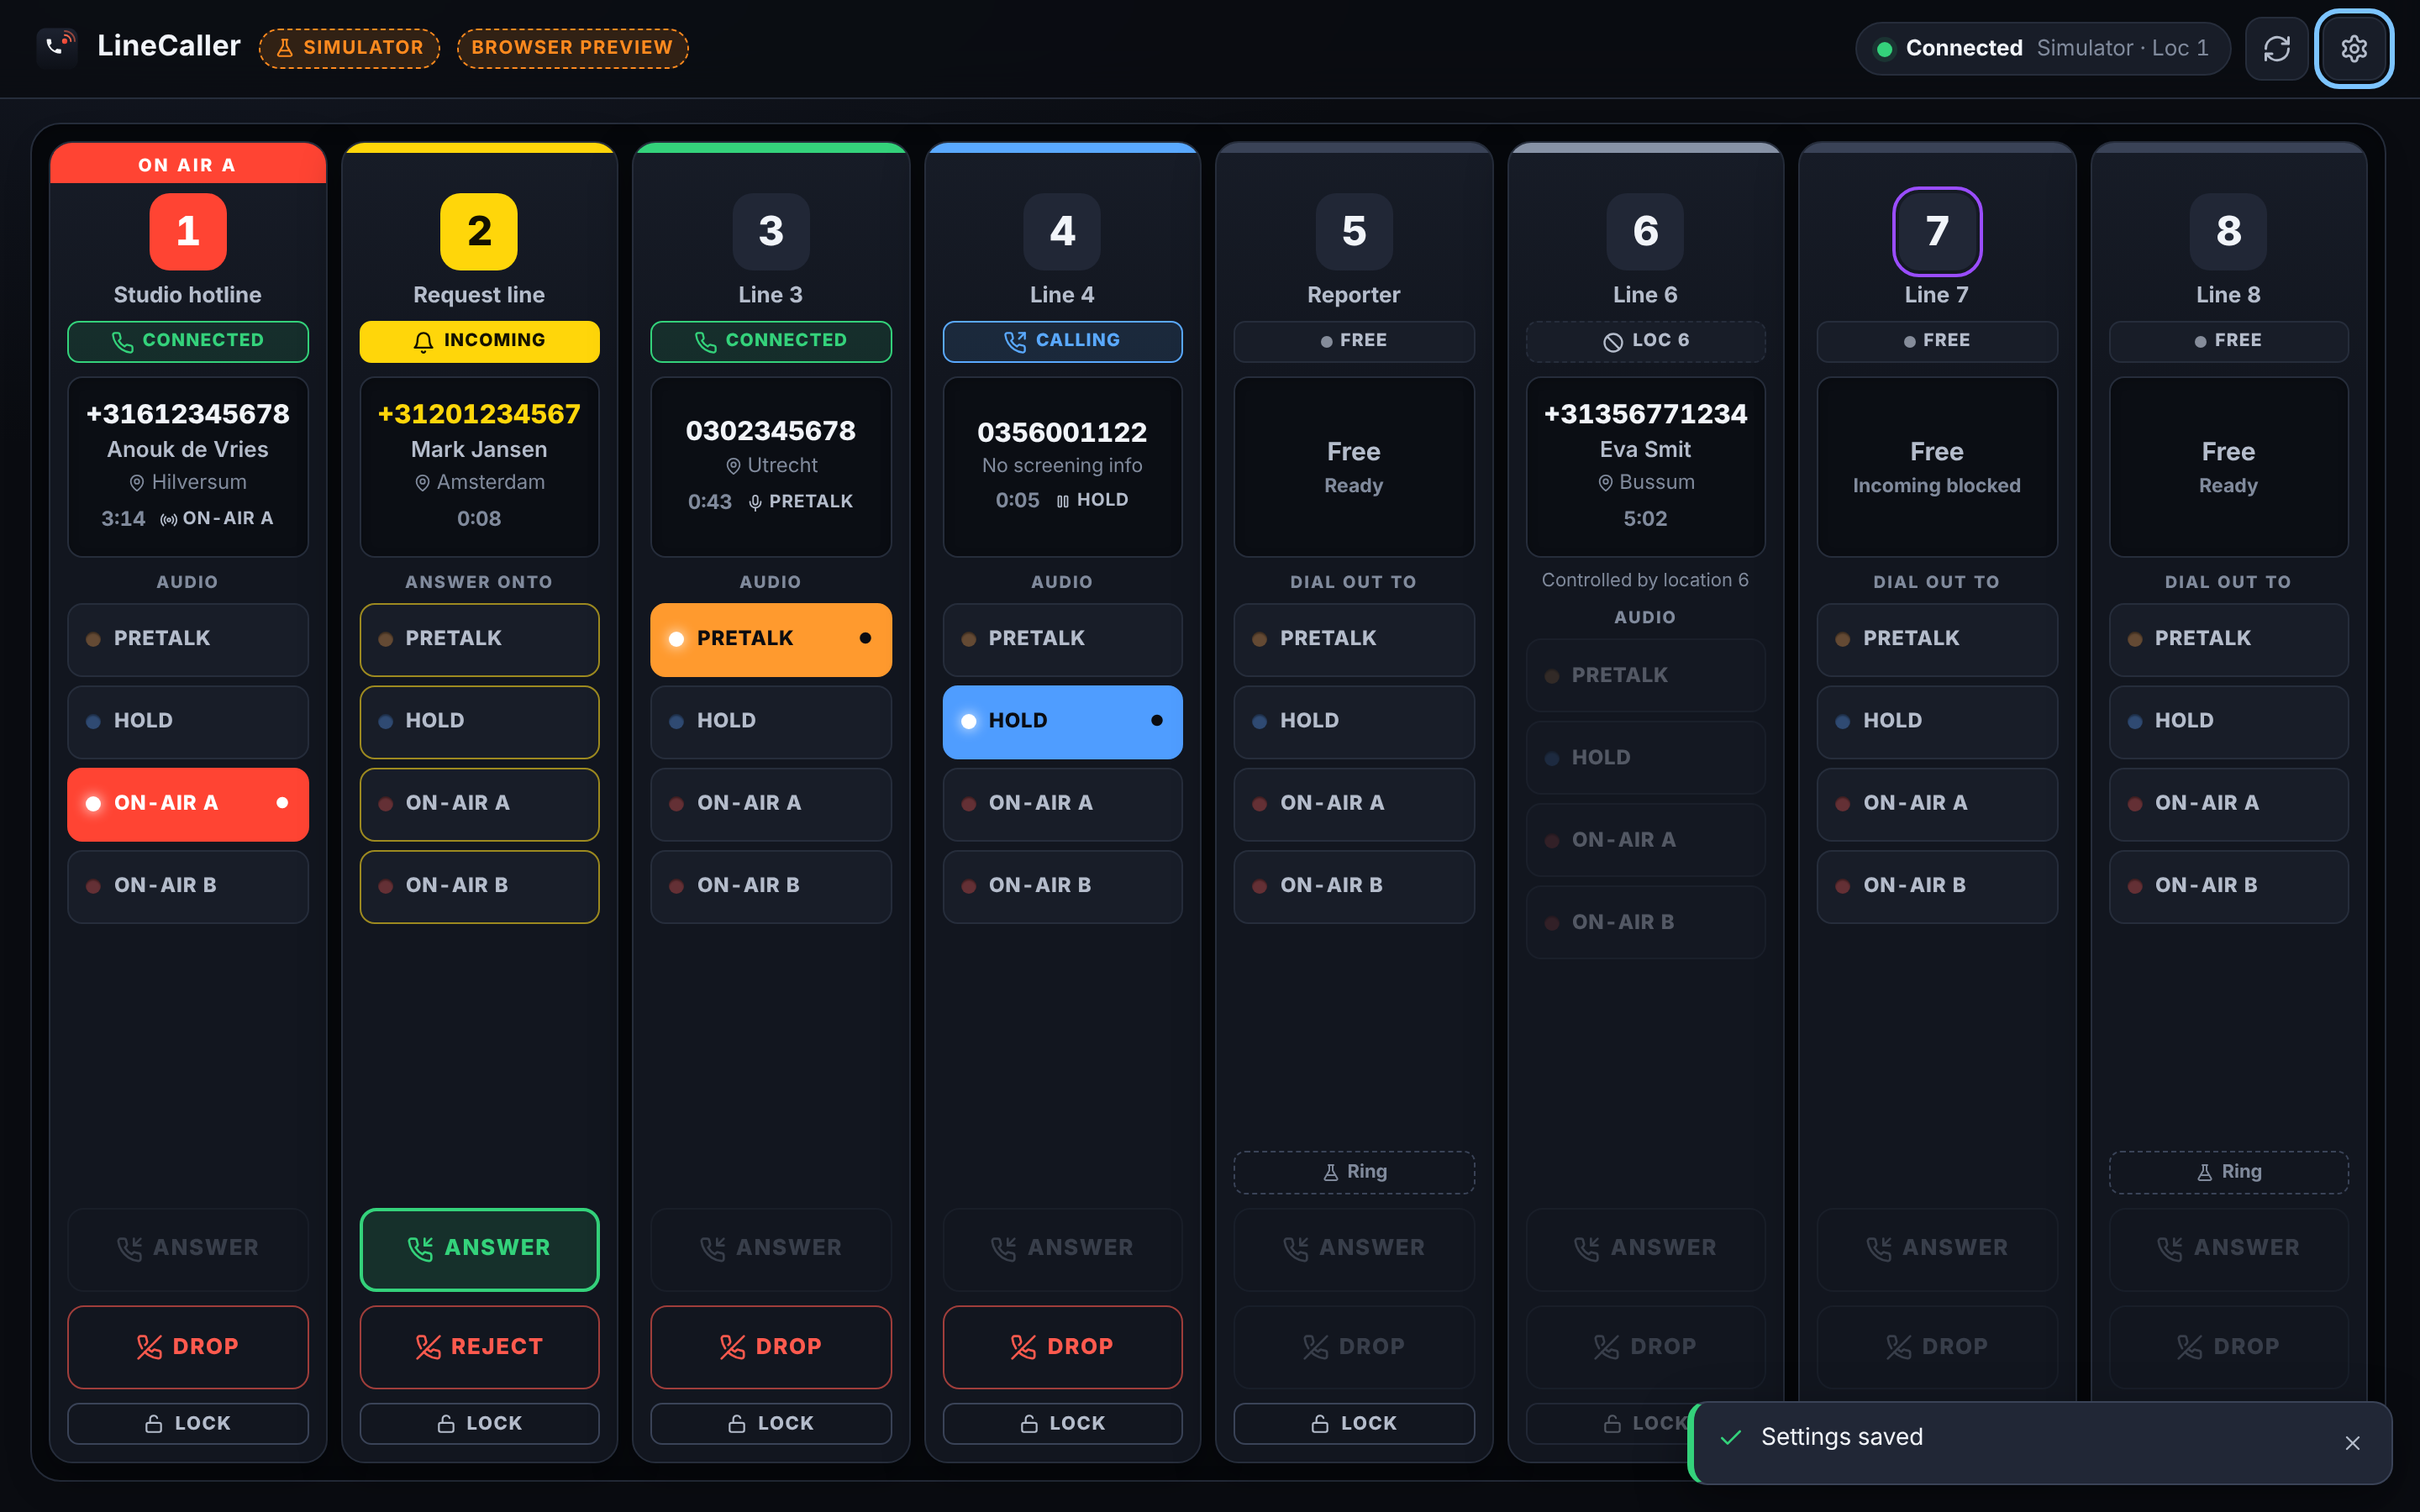 LineCaller SIMULATOR BROWSER PREVIEW Connected Simulator · Loc 1
ON AIR A
1
Studio hotline
CONNECTED
+31612345678
Anouk de Vries
Hilversum
3:14 ON-AIR A
AUDIO
PRETALK
HOLD
ON-AIR A
ON-AIR B
ANSWER
DROP
LOCK
2
Request line
INCOMING
+31201234567
Mark Jansen
Amsterdam
0:08
ANSWER ONTO
PRETALK
HOLD
ON-AIR A
ON-AIR B
ANSWER
REJECT
LOCK
3
Line 3
CONNECTED
0302345678
Utrecht
0:43 PRETALK
AUDIO
PRETALK
HOLD
ON-AIR A
ON-AIR B
ANSWER
DROP
LOCK
4
Line 4
CALLING
0356001122
No screening info
0:05 HOLD
AUDIO
PRETALK
HOLD
ON-AIR A
ON-AIR B
ANSWER
DROP
LOCK
5
Reporter
FREE
Free
Ready
DIAL OUT TO
PRETALK
HOLD
ON-AIR A
ON-AIR B
Ring
ANSWER
DROP
LOCK
6
Line 6
LOC 6
+31356771234
Eva Smit
Bussum
5:02
Controlled by location 6
AUDIO
PRETALK
HOLD
ON-AIR A
ON-AIR B
ANSWER
DROP
LOCK
7
Line 7
FREE
Free
Incoming blocked
DIAL OUT TO
PRETALK
HOLD
ON-AIR A
ON-AIR B
ANSWER
DROP
8
Line 8
FREE
Free
Ready
DIAL OUT TO
PRETALK
HOLD
ON-AIR A
ON-AIR B
Ring
ANSWER
DROP
Settings saved